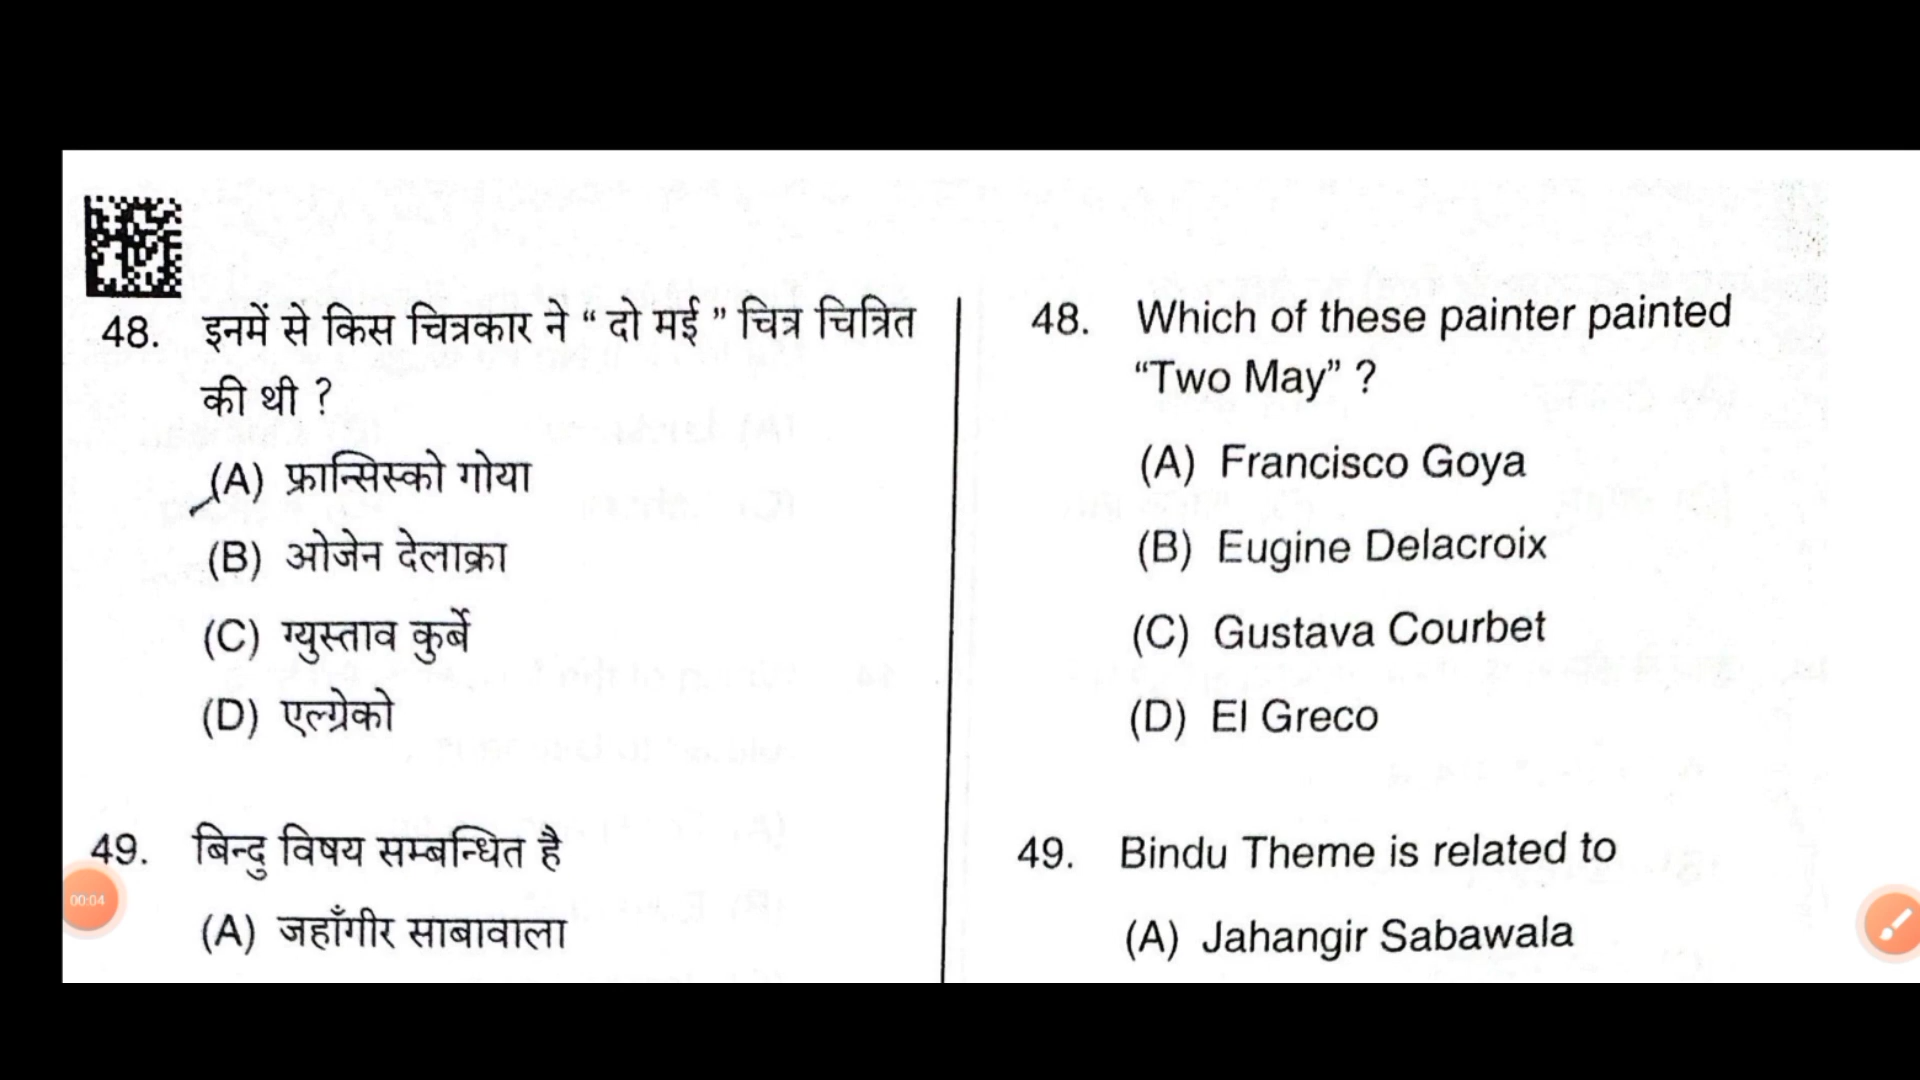 48. इनमें से किस चित्रकार ने “ दो मई ” चित्र चित्रित
की थी ?
(A) फ्रान्सिस्को गोया
(B) ओजेन देलाक्रा
(C) ग्युस्ताव कुर्बे
(D) एल्ग्रेको
49. बिन्दु विषय सम्बन्धित है
(A) जहाँगीर साबावाला
48. Which of these painter painted
“Two May” ?
(A) Francisco Goya
(B) Eugine Delacroix
(C) Gustava Courbet
(D) El Greco
49. Bindu Theme is related to
(A) Jahangir Sabawala
00:04